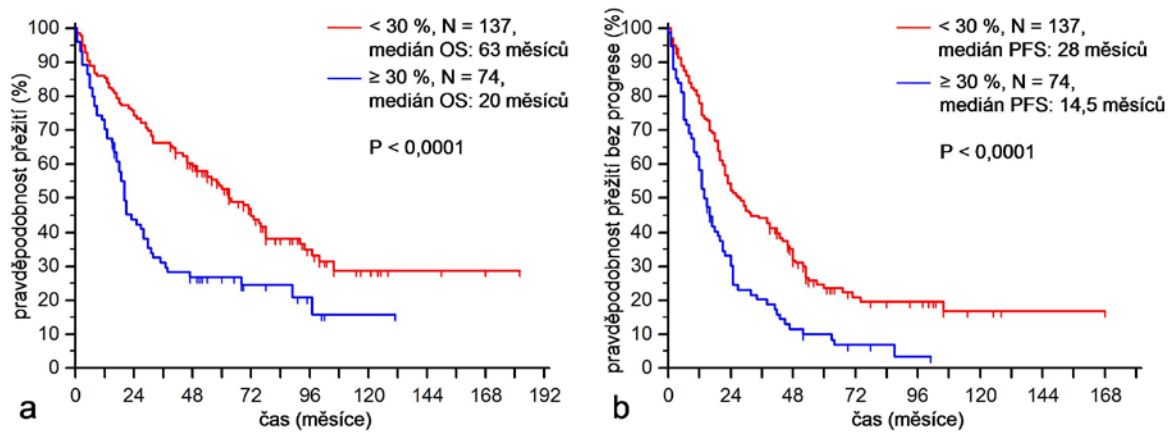 pravděpodobnost přežití (%)
100
90
80
70
60
50
40
30
20
10
0
< 30 %, N = 137,
medián OS: 63 měsíců
≥ 30 %, N = 74,
medián OS: 20 měsíců
P < 0,0001
0 24 48 72 96 120 144 168 192
čas (měsíce)
a
pravděpodobnost přežití bez progrese (%)
100
90
80
70
60
50
40
30
20
10
0
< 30 %, N = 137,
medián PFS: 28 měsíců
≥ 30 %, N = 74,
medián PFS: 14,5 měsíců
P < 0,0001
0 24 48 72 96 120 144 168 192
čas (měsíce)
b